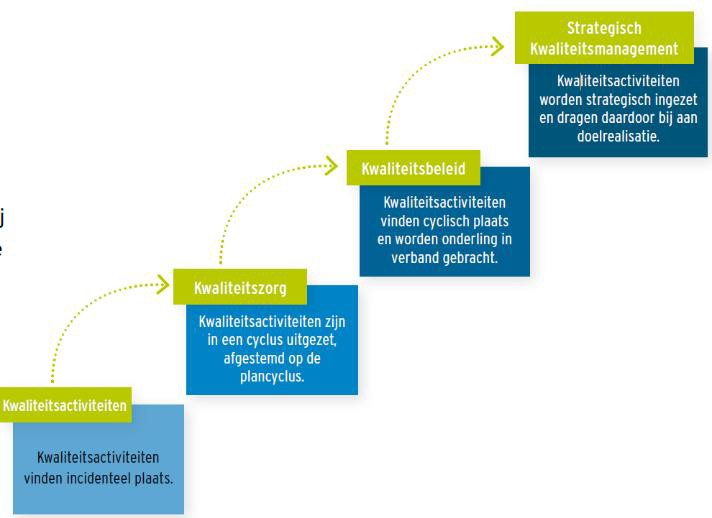 Strategisch
Kwaliteitsmanagement
Kwaliteitsactiviteiten
worden strategisch ingezet
en dragen daardoor bij aan
doelrealisatie.
Kwaliteitsbeleid
Kwaliteitsactiviteiten
vinden cyclisch plaats
en worden onderling in
verband gebracht.
Kwaliteitszorg
Kwaliteitsactiviteiten zijn
in een cyclus uitgezet,
afgestemd op de
plancyclus.
Kwaliteitsactiviteiten
Kwaliteitsactiviteiten
vinden incidenteel plaats.